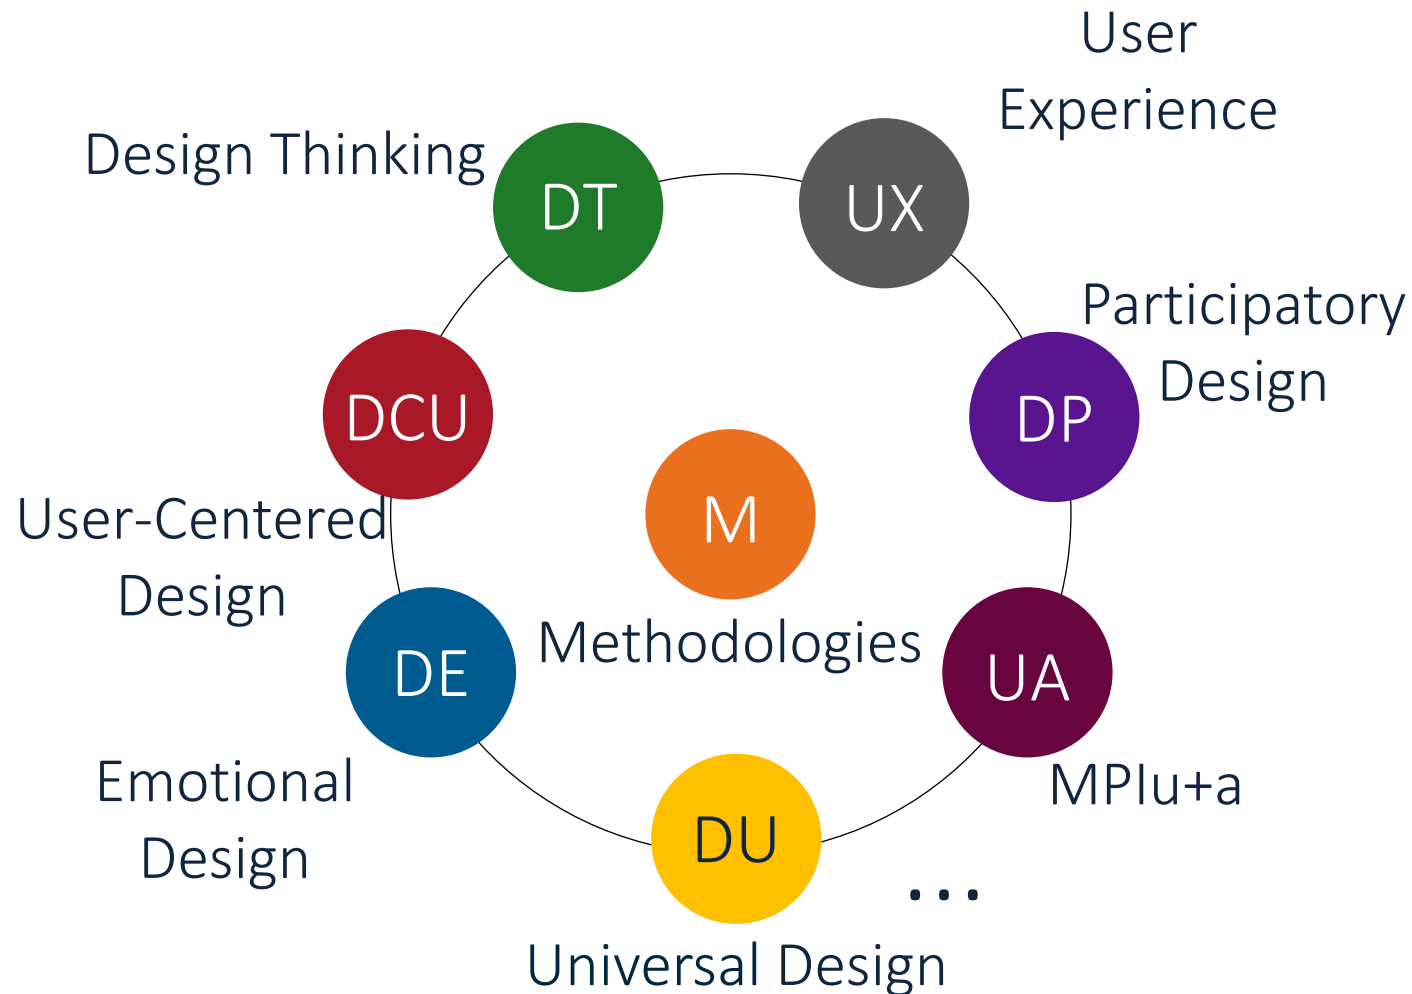 User
Experience
Design Thinking
DT
UX
Participatory
Design
DCU
DP
M
User-Centered
Design
Methodologies
DE
UA
Emotional
Design
MPIu+a
DU
...
Universal Design